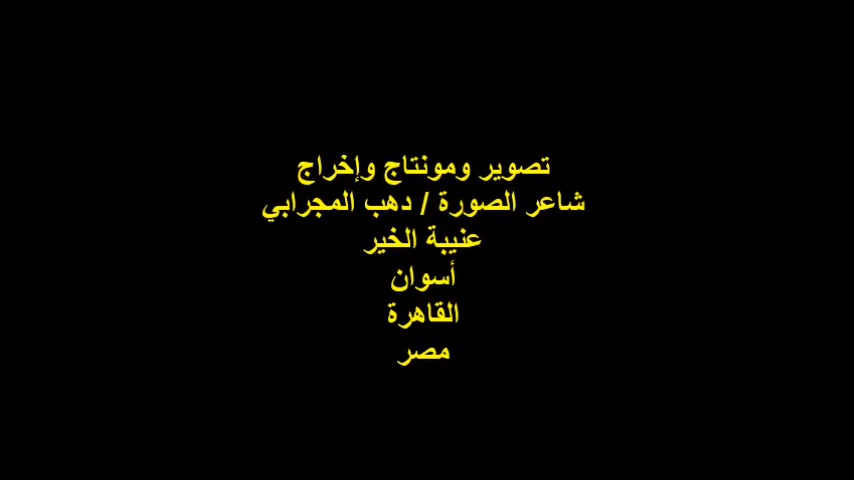 تصوير ومونتاج وإخراج
شاعر الصورة / دهب المجرابي
عنيبة الخير
أسوان
القاهرة
مصر